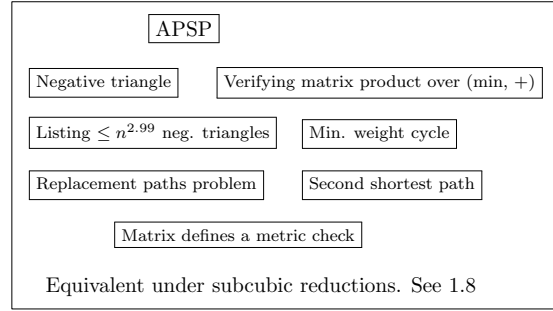 APSP
Negative triangle
Verifying matrix product over (min, +)
Listing ≤ n^2.99 neg. triangles
Min. weight cycle
Replacement paths problem
Second shortest path
Matrix defines a metric check
Equivalent under subcubic reductions. See 1.8